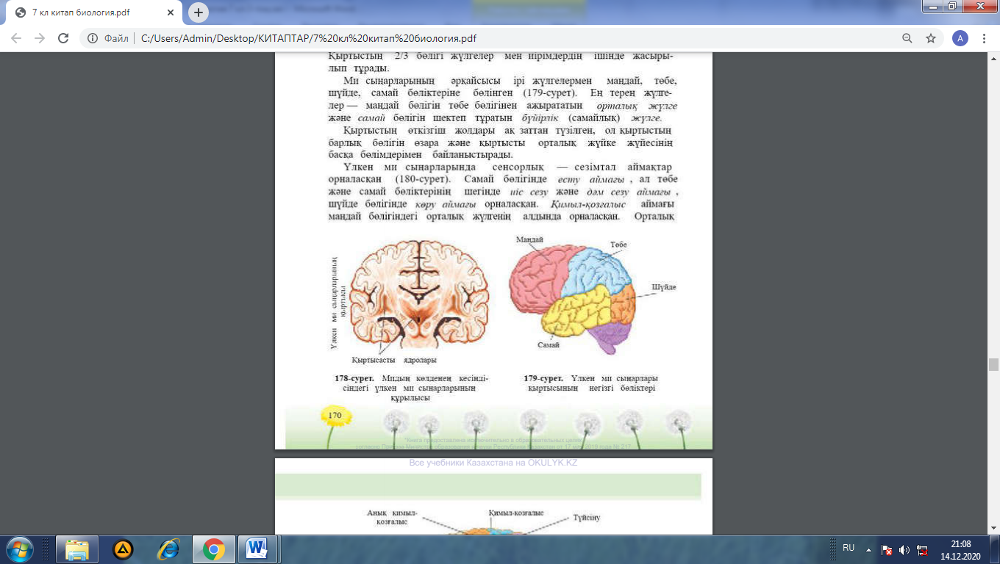 7 кл китап биология.pdf
Файл | C:/Users/Admin/Desktop/КИТАПТАР/7%20кл%20китап%20биология.pdf
A
Қыртыстың 2/3 бөлігі жүлгелер мен иірімдердің ішінде жасыры-
лып тұрады.
Ми сыңарларының әрқайсысы ірі жүлгелермен маңдай, төбе,
шүйде, самай бөліктеріне бөлінген (179-сурет). Ең терең жүлге-
лер — маңдай бөлігін төбе бөлігінен ажырататын орталық жүлге
және самай бөлігін шектеп тұратын бүйірлік (самайлық) жүлге.
Қыртыстың өткізгіш жолдары ақ заттан түзілген, ол қыртыстың
барлық бөлігін өзара және қыртысты орталық жүйке жүйесінің
басқа бөлімдерімен байланыстырады.
Үлкен ми сыңарларында сенсорлық — сезімтал аймақтар
орналасқан (180-сурет). Самай бөлігінде есту аймағы , ал төбе
және самай бөліктерінің шегінде иіс сезу және дәм сезу аймағы ,
шүйде бөлігінде көру аймағы орналасқан. Қимыл-қозғалыс аймағы
маңдай бөлігіндегі орталық жүлгенің алдында орналасқан. Орталық
Үлкен ми сыңарларының
қыртысы
Қыртысасты ядролары
Маңдай
Төбе
Шүйде
Самай
178-сурет. Мидың көлденең кесінді-
сіндегі үлкен ми сыңарларының
құрылысы
179-сурет. Үлкен ми сыңарлары
қыртысының негізгі бөліктері
170
*Книга предоставлена исключительно в образовательных целях
согласно Приказа Министра образования и науки Республики Казахстан от 17 мая 2019 года № 217
Все учебники Казахстана на OKULYK.KZ
Анық қимыл-
қозғалыс
Қимыл-қозғалыс
Түйсіну
RU
21:08
14.12.2020